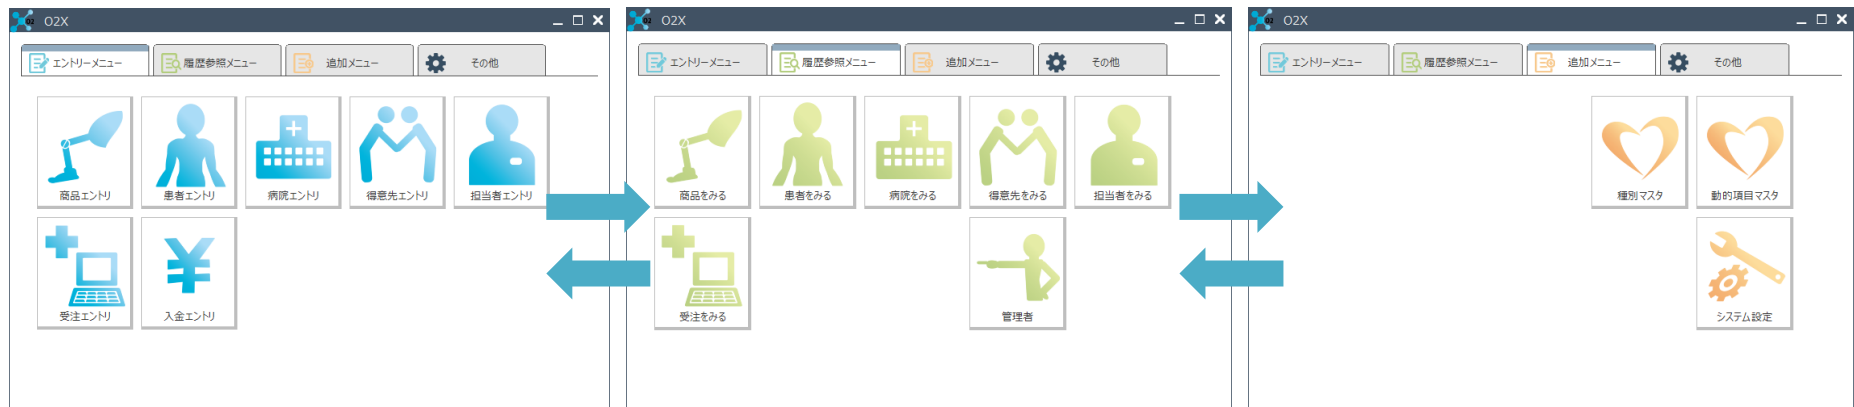 O2X
エントリーメニュー 履歴参照メニュー 追加メニュー その他
商品エントリ 患者エントリ 病院エントリ 得意先エントリ 担当者エントリ
受注エントリ 入金エントリ
O2X
エントリーメニュー 履歴参照メニュー 追加メニュー その他
商品をみる 患者をみる 病院をみる 得意先をみる 担当者をみる
受注をみる 管理者
O2X
エントリーメニュー 履歴参照メニュー 追加メニュー その他
種別マスタ 動的項目マスタ
システム設定